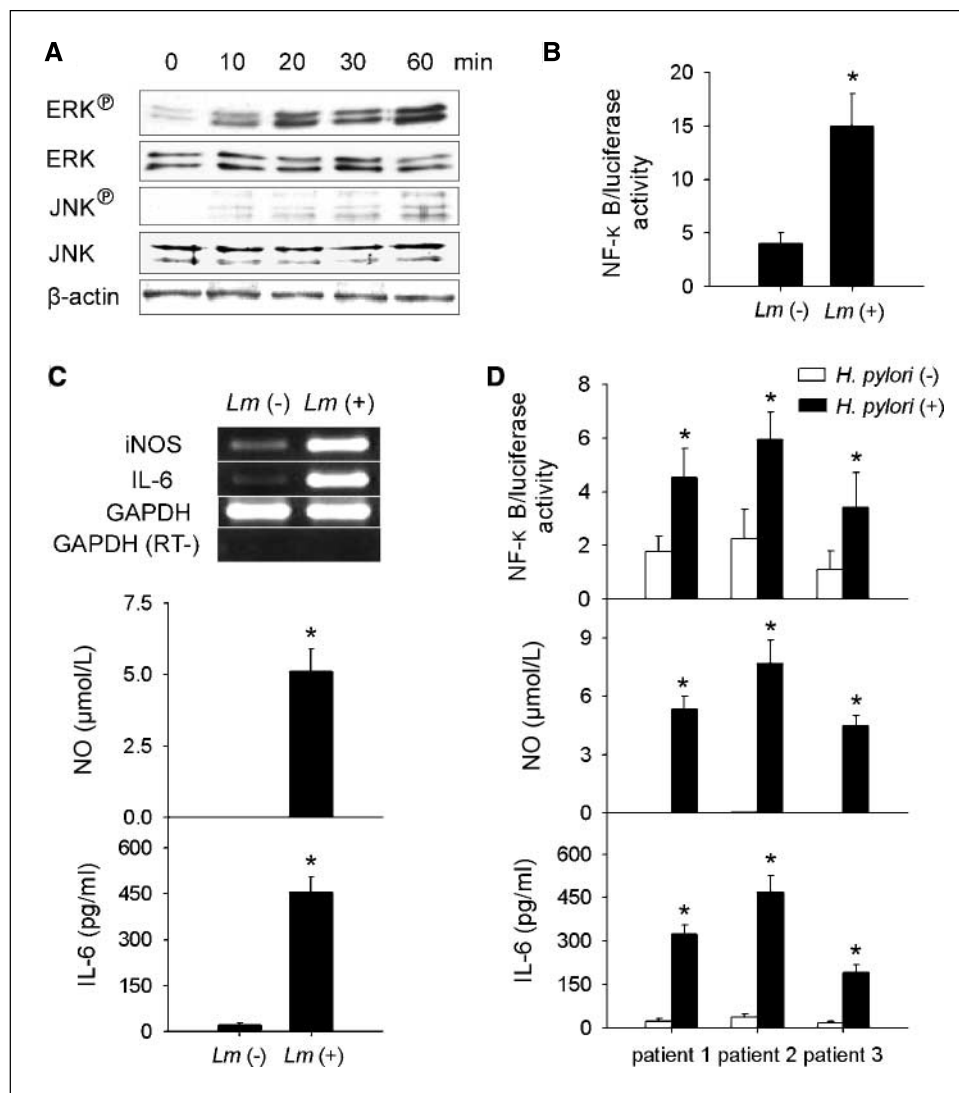 A
0 10 20 30 60 min
ERK Ⓟ
ERK
JNK Ⓟ
JNK
β-actin
B
NF-κ B/luciferase
activity
20
15
10
5
0
*
Lm (-) Lm (+)
C
Lm (-) Lm (+)
iNOS
IL-6
GAPDH
GAPDH (RT-)
NO (μmol/L)
7.5
5.0
2.5
0.0
*
IL-6 (pg/ml)
600
450
300
150
0
*
Lm (-) Lm (+)
D
H. pylori (-)
H. pylori (+)
NF-κ B/luciferase
activity
8
6
4
2
0
* * *
NO (μmol/L)
9
6
3
0
* * *
IL-6 (pg/ml)
600
450
300
150
0
* * *
patient 1 patient 2 patient 3